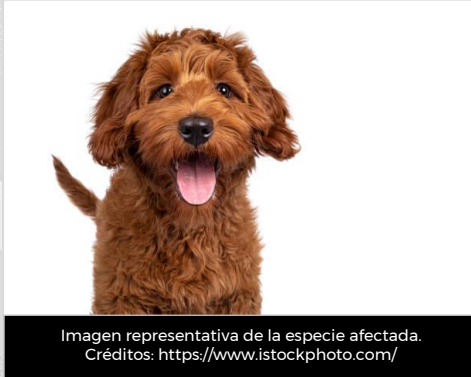 Imagen representativa de la especie afectada.
Créditos: https://www.istockphoto.com/